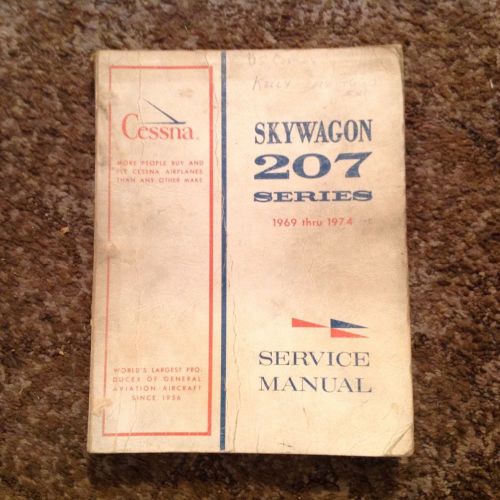 Cessna
MORE PEOPLE BUY AND
FLY CESSNA AIRPLANES
THAN ANY OTHER MAKE
WORLD'S LARGEST PRO-
DUCER OF GENERAL
AVIATION AIRCRAFT
SINCE 1956
SKYWAGON
207
SERIES
1969 thru 1974
SERVICE
MANUAL